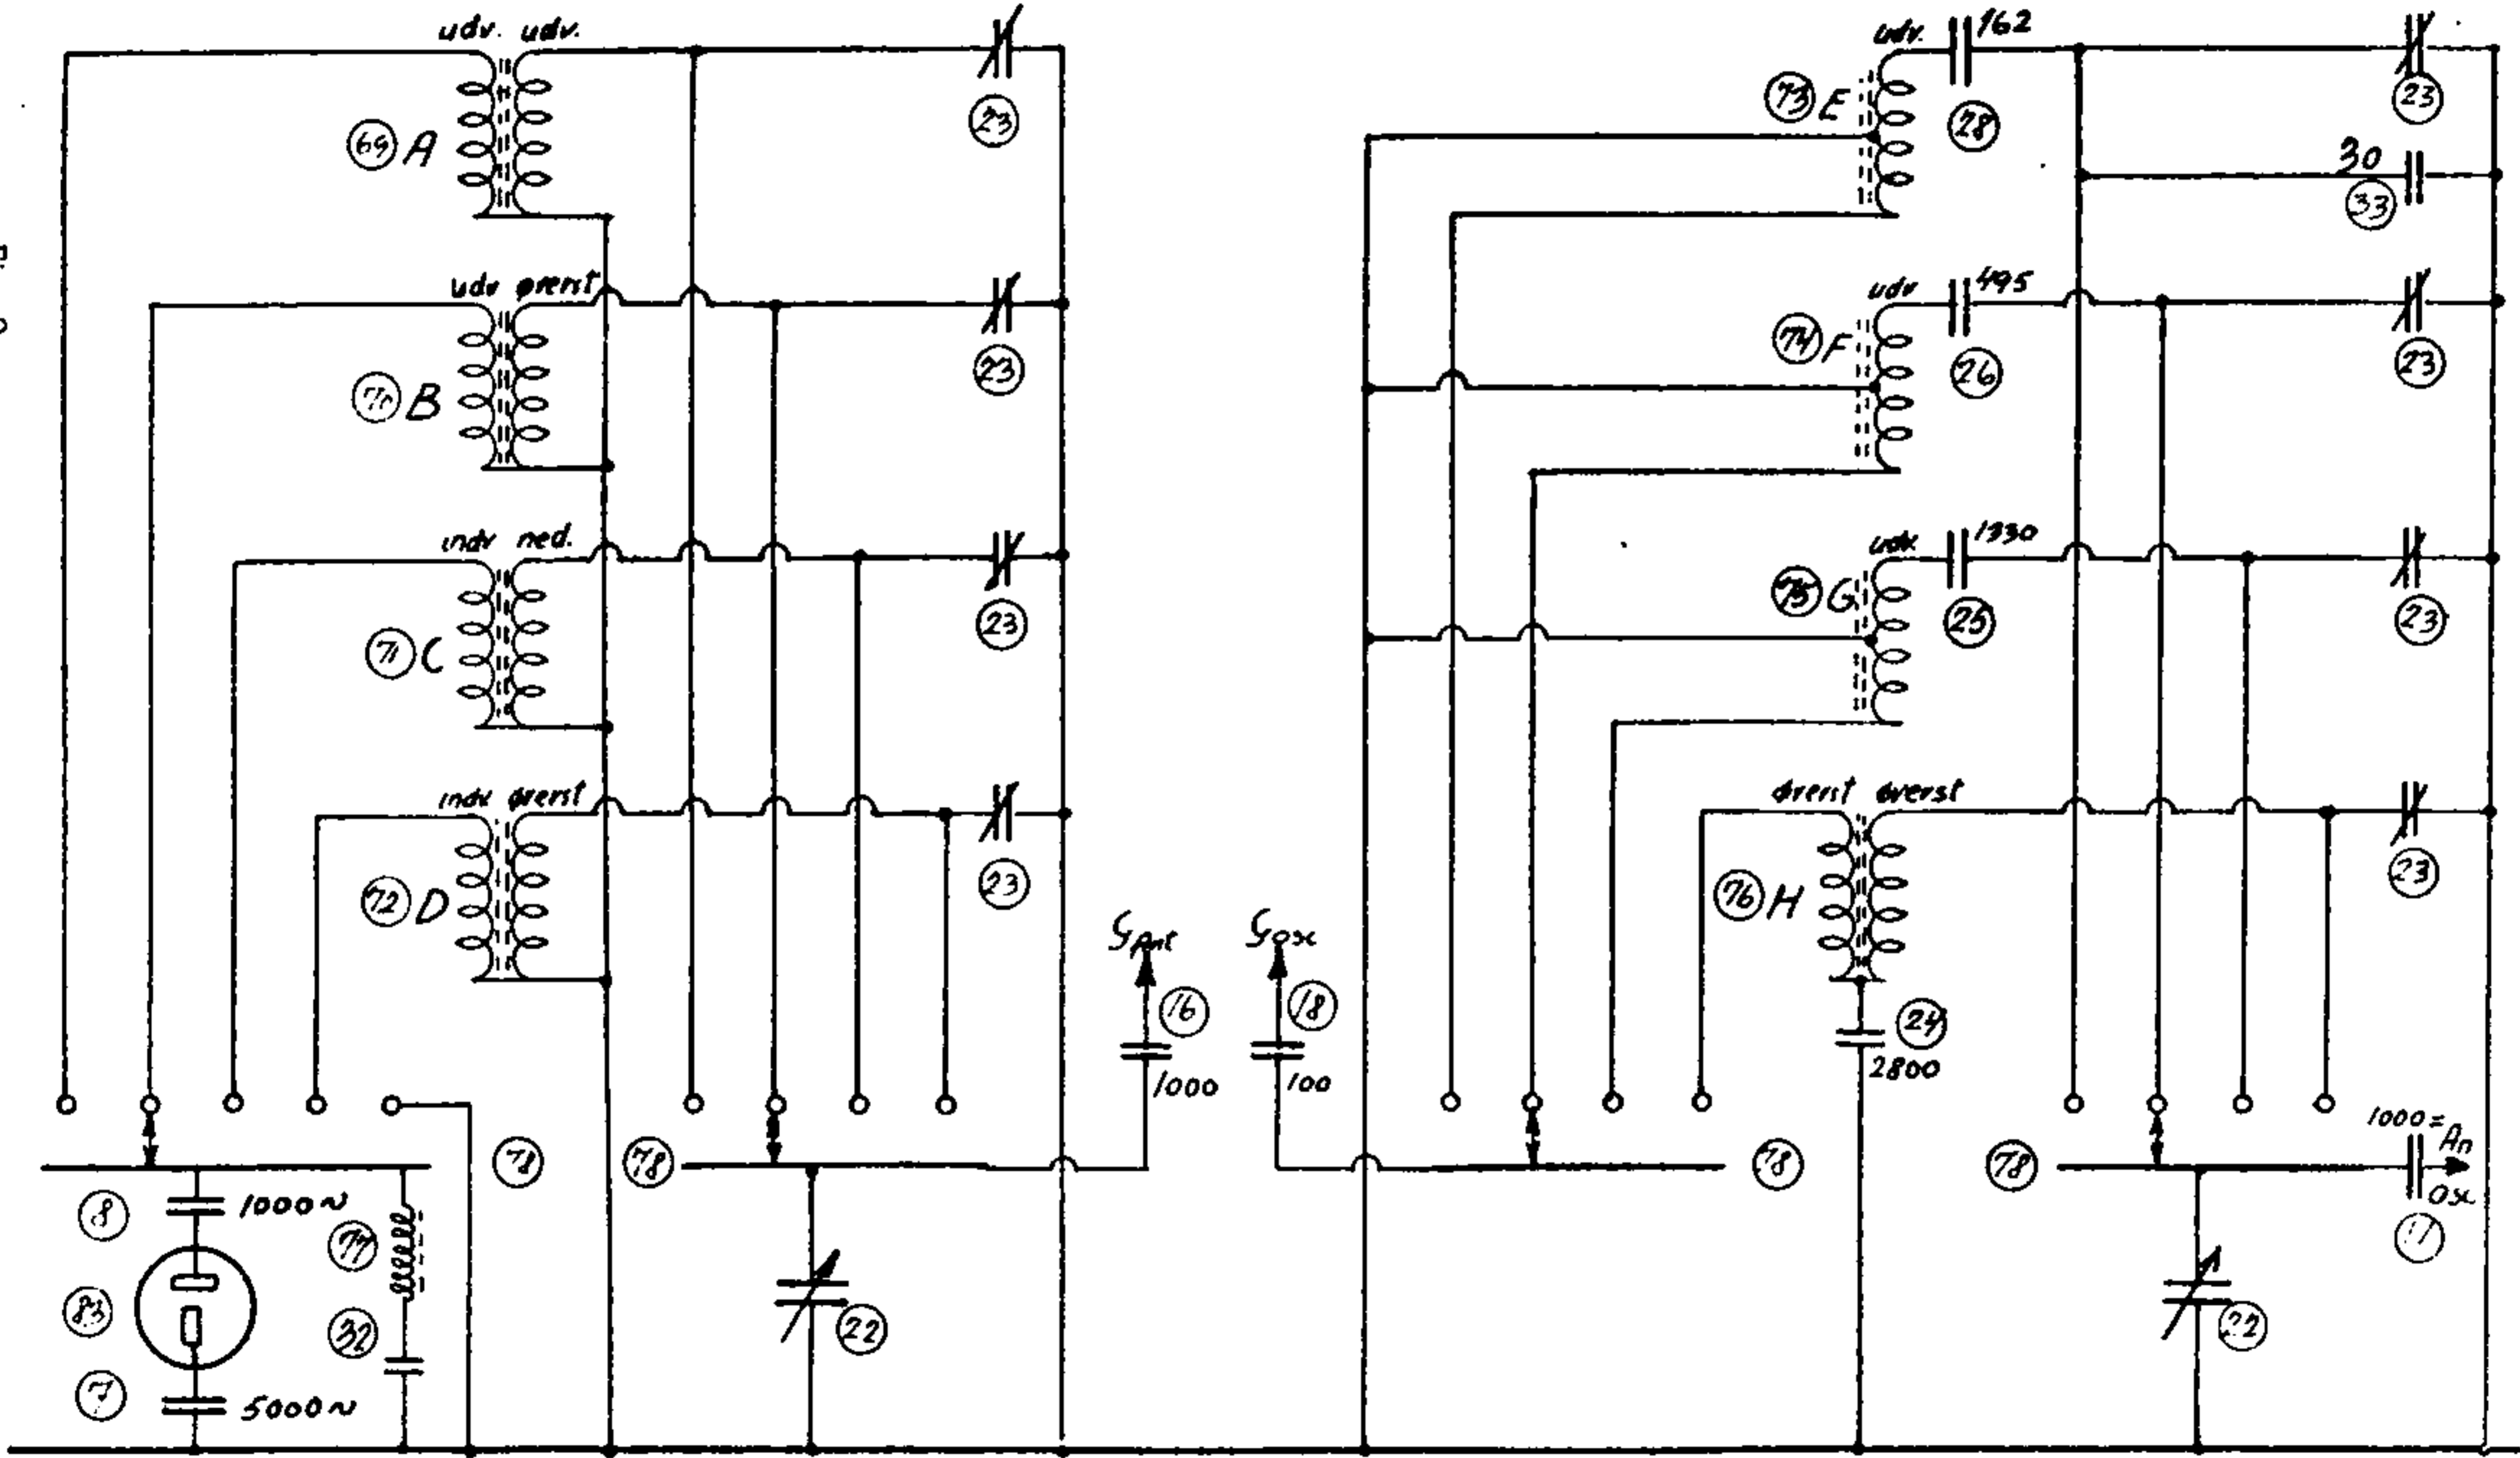 udv. udv.
69 A
23
udv øverst
70 B
23
indv ned.
71 C
23
indv øverst
72 D
23
udv.
162
73 E
28
23
30
33
udv
495
74 F
26
23
udv.
1330
75 G
25
23
øverst øverst
76 H
23
24
2800
GAnt
16
1000
Gosc
18
100
78
78
78
78
1000 = An
osc
8
1000 ~
77
83
32
7
5000 ~
22
22